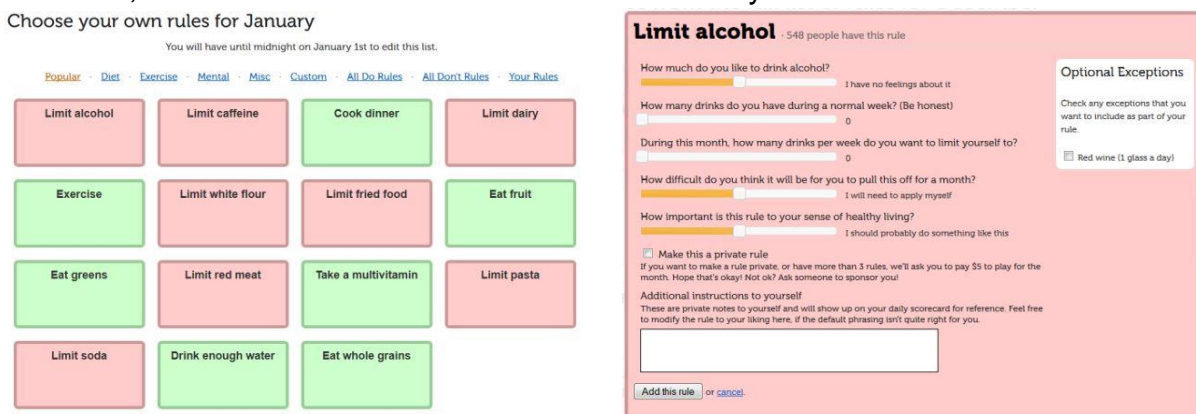 Choose your own rules for January
You will have until midnight on January 1st to edit this list.
Popular · Diet · Exercise · Mental · Misc · Custom · All Do Rules · All Don't Rules · Your Rules
Limit alcohol
Limit caffeine
Cook dinner
Limit dairy
Exercise
Limit white flour
Limit fried food
Eat fruit
Eat greens
Limit red meat
Take a multivitamin
Limit pasta
Limit soda
Drink enough water
Eat whole grains
Limit alcohol · 548 people have this rule
How much do you like to drink alcohol?
I have no feelings about it
How many drinks do you have during a normal week? (Be honest)
0
During this month, how many drinks per week do you want to limit yourself to?
0
How difficult do you think it will be for you to pull this off for a month?
I will need to apply myself
How important is this rule to your sense of healthy living?
I should probably do something like this
Make this a private rule
If you want to make a rule private, or have more than 3 rules, we'll ask you to pay $5 to play for the
month. Hope that's okay! Not ok? Ask someone to sponsor you!
Additional instructions to yourself
These are private notes to yourself and will show up on your daily scorecard for reference. Feel free
to modify the rule to your liking here, if the default phrasing isn't quite right for you.
Add this rule or cancel.
Optional Exceptions
Check any exceptions that you
want to include as part of your
rule.
Red wine (1 glass a day)